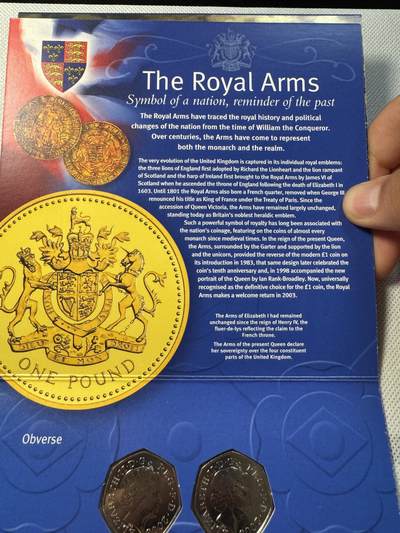 The Royal Arms
Symbol of a nation, reminder of the past
The Royal Arms have traced the royal history and political
changes of the nation from the time of William the Conqueror.
Over centuries, the Arms have come to represent
both the monarch and the realm.
The very evolution of the United Kingdom is captured in its individual royal emblems:
the three lions of England first adopted by Richard the Lionheart and the lion rampant
of Scotland and the harp of Ireland first brought to the Royal Arms by James VI of
Scotland when he ascended the throne of England following the death of Elizabeth I in
1603. Until 1801 the Royal Arms also bore a French quarter, removed when George III
renounced his title as King of France under the Treaty of Paris. Since the
accession of Queen Victoria, the Arms have remained largely unchanged,
standing today as Britain's noblest heraldic emblem.
Such a powerful symbol of royalty has long been associated with
the nation's coinage, featuring on the coins of almost every
monarch since medieval times. In the reign of the present Queen,
the Arms, surrounded by the Garter and supported by the lion
and the unicorn, provided the reverse of the modern £1 coin on
its introduction in 1983, that same design later celebrated the
coin's tenth anniversary and, in 1998 accompanied the new
portrait of the Queen by Ian Rank-Broadley. Now, universally
recognised as the definitive choice for the £1 coin, the Royal
Arms makes a welcome return in 2003.
The Arms of Elizabeth I had remained
unchanged since the reign of Henry IV, the
fleur-de-lys reflecting the claim to the
French throne.
The Arms of the present Queen declare
her sovereignty over the four constituent
parts of the United Kingdom.
DIEU ET MON DROIT
ONE POUND
Obverse